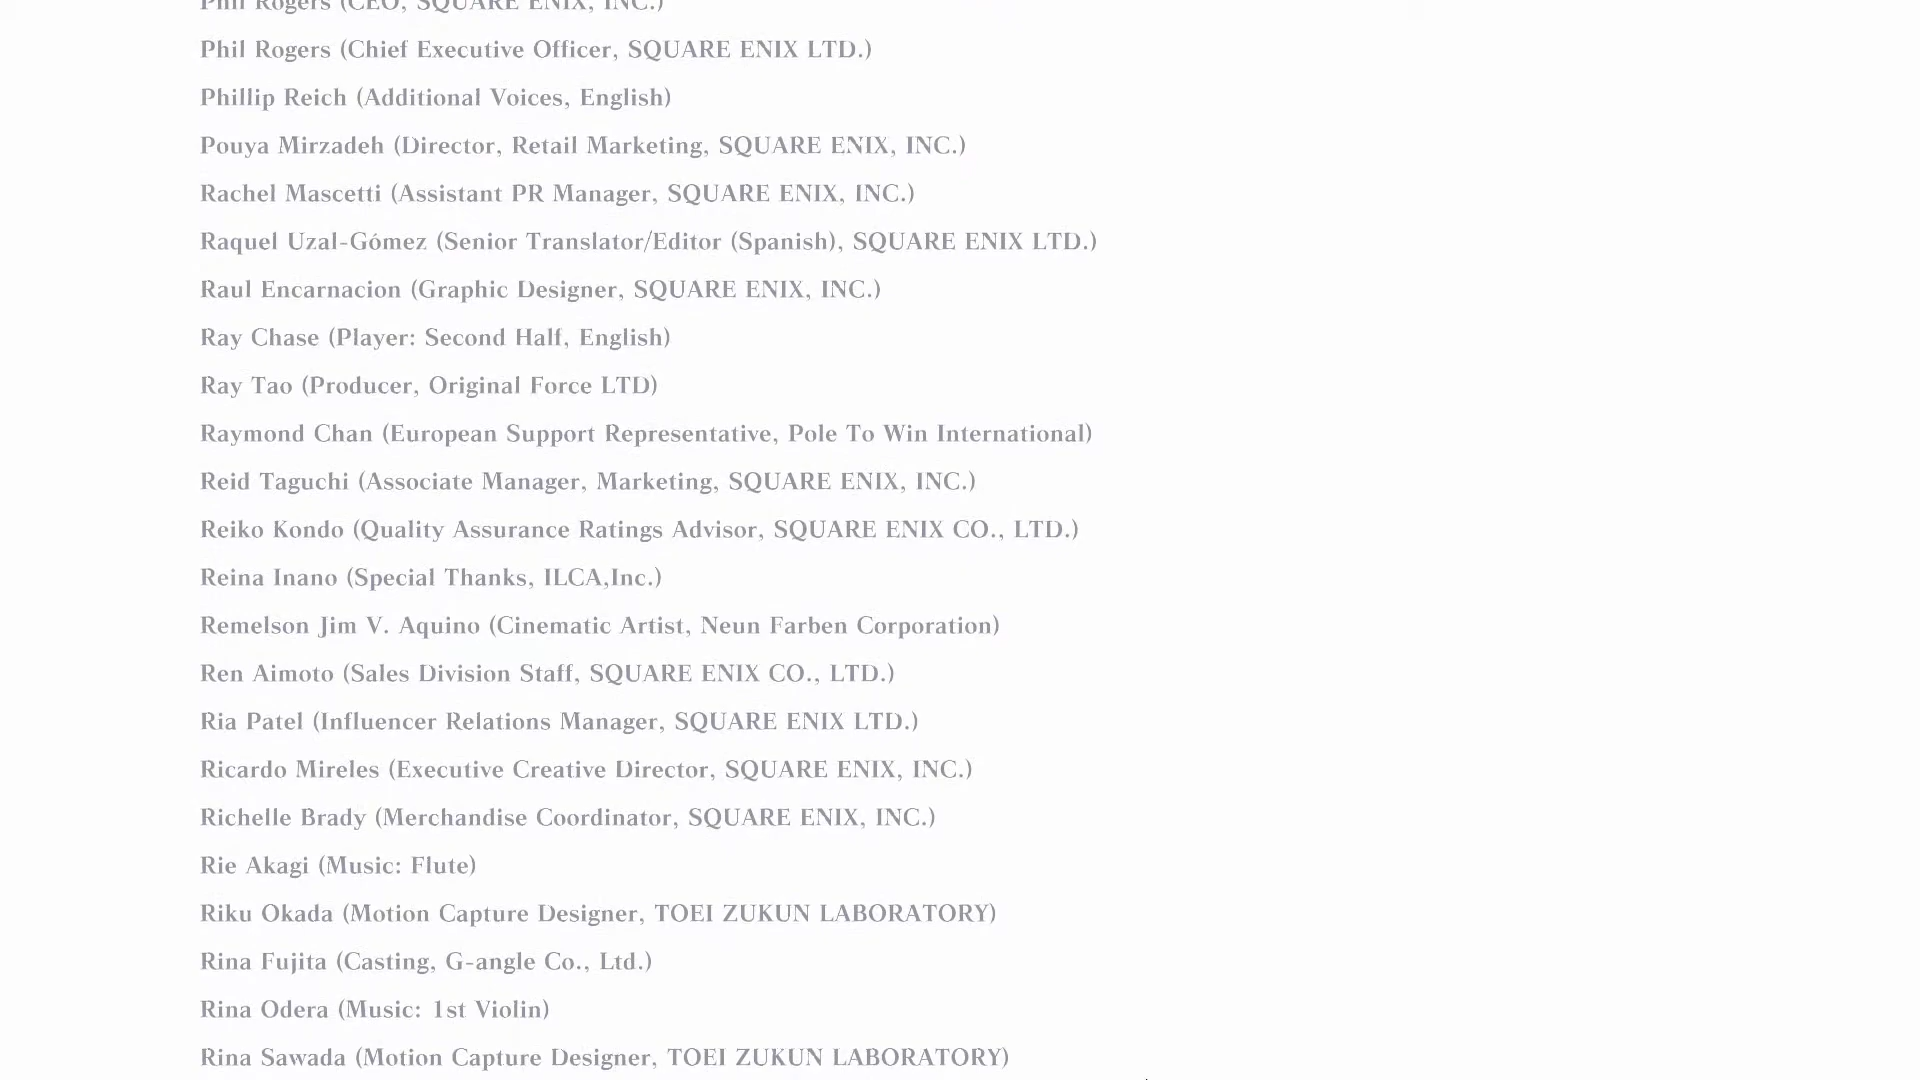 Phil Rogers (CEO, SQUARE ENIX, INC.)
Phil Rogers (Chief Executive Officer, SQUARE ENIX LTD.)
Phillip Reich (Additional Voices, English)
Pouya Mirzadeh (Director, Retail Marketing, SQUARE ENIX, INC.)
Rachel Mascetti (Assistant PR Manager, SQUARE ENIX, INC.)
Raquel Uzal-Gómez (Senior Translator/Editor (Spanish), SQUARE ENIX LTD.)
Raul Encarnacion (Graphic Designer, SQUARE ENIX, INC.)
Ray Chase (Player: Second Half, English)
Ray Tao (Producer, Original Force LTD)
Raymond Chan (European Support Representative, Pole To Win International)
Reid Taguchi (Associate Manager, Marketing, SQUARE ENIX, INC.)
Reiko Kondo (Quality Assurance Ratings Advisor, SQUARE ENIX CO., LTD.)
Reina Inano (Special Thanks, ILCA,Inc.)
Remelson Jim V. Aquino (Cinematic Artist, Neun Farben Corporation)
Ren Aimoto (Sales Division Staff, SQUARE ENIX CO., LTD.)
Ria Patel (Influencer Relations Manager, SQUARE ENIX LTD.)
Ricardo Mireles (Executive Creative Director, SQUARE ENIX, INC.)
Richelle Brady (Merchandise Coordinator, SQUARE ENIX, INC.)
Rie Akagi (Music: Flute)
Riku Okada (Motion Capture Designer, TOEI ZUKUN LABORATORY)
Rina Fujita (Casting, G-angle Co., Ltd.)
Rina Odera (Music: 1st Violin)
Rina Sawada (Motion Capture Designer, TOEI ZUKUN LABORATORY)